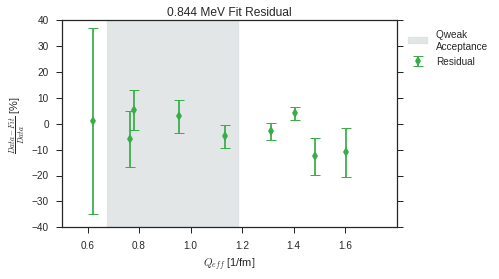 0.844 MeV Fit Residual
40
30
20
10
0
−10
−20
−30
−40
Data − Fit
Data
[%]
0.6 0.8 1.0 1.2 1.4 1.6
Q_eff [1/fm]
Qweak
Acceptance
Residual